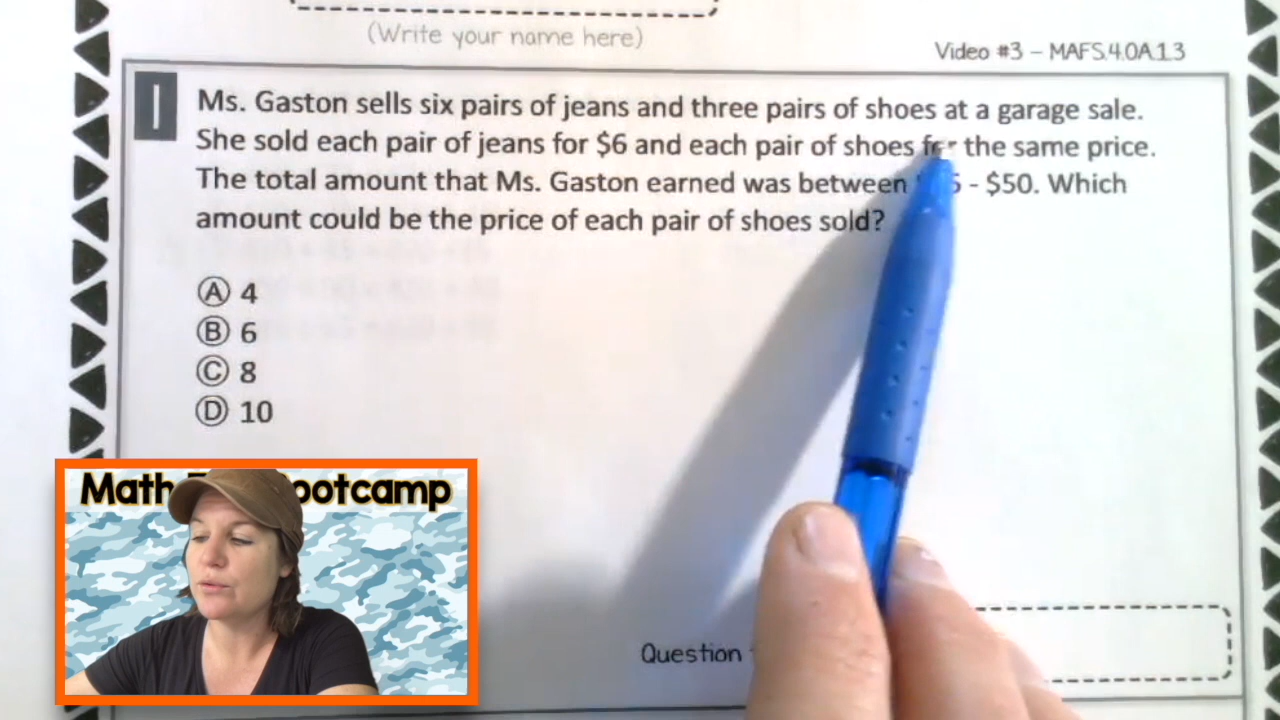 (Write your name here)
Video #3 – MAFS.4.OA.1.3
1
Ms. Gaston sells six pairs of jeans and three pairs of shoes at a garage sale.
She sold each pair of jeans for $6 and each pair of shoes for the same price.
The total amount that Ms. Gaston earned was between - $50. Which
amount could be the price of each pair of shoes sold?
A 4
B 6
C 8
D 10
Math
Question